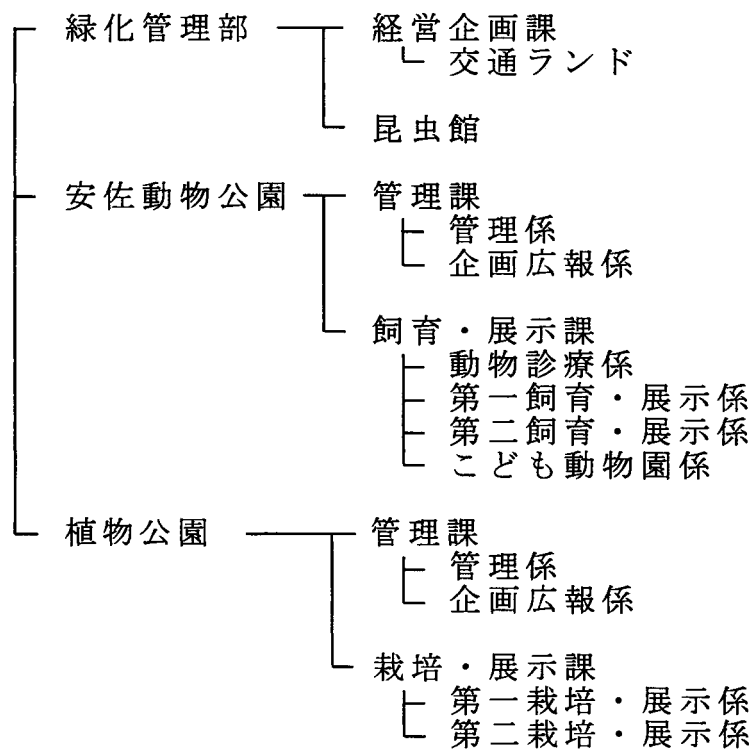 緑化管理部 経営企画課
交通ランド
昆虫館
安佐動物公園 管理課
管理係
企画広報係
飼育・展示課
動物診療係
第一飼育・展示係
第二飼育・展示係
こども動物園係
植物公園 管理課
管理係
企画広報係
栽培・展示課
第一栽培・展示係
第二栽培・展示係